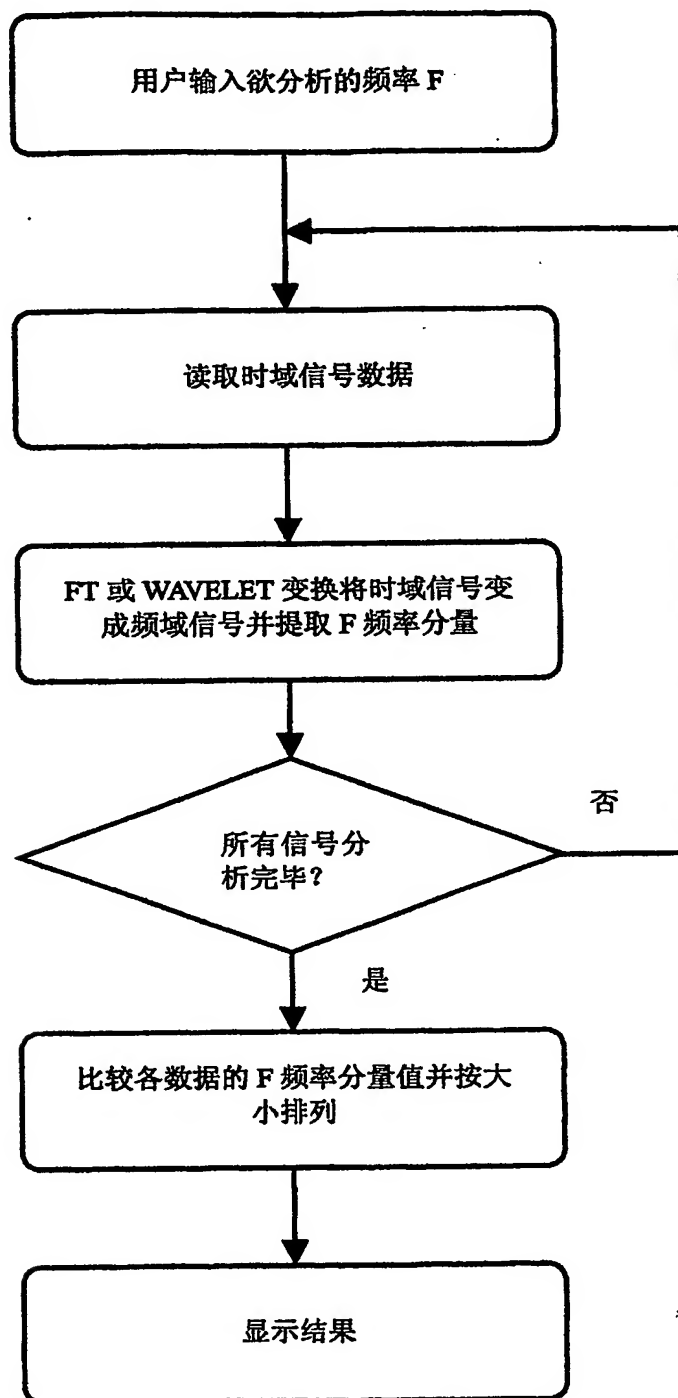 用户输入欲分析的频率 F
读取时域信号数据
FT 或 WAVELET 变换将时域信号变
成频域信号并提取 F 频率分量
所有信号分
析完毕?
否
是
比较各数据的 F 频率分量值并按大
小排列
显示结果